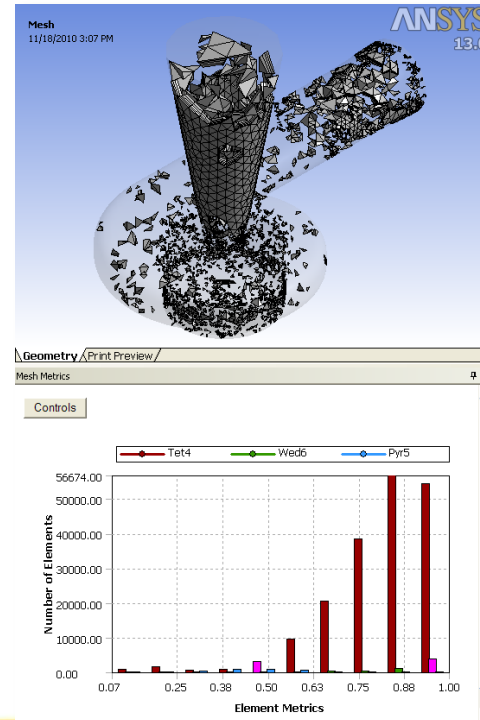 Mesh
11/18/2010 3:07 PM
ANSYS
13.0
Geometry
Print Preview
Mesh Metrics
Controls
Tet4
Wed6
Pyr5
56674.00
50000.00
40000.00
30000.00
20000.00
10000.00
0.00
Number of Elements
0.07
0.25
0.38
0.50
0.63
0.75
0.88
1.00
Element Metrics